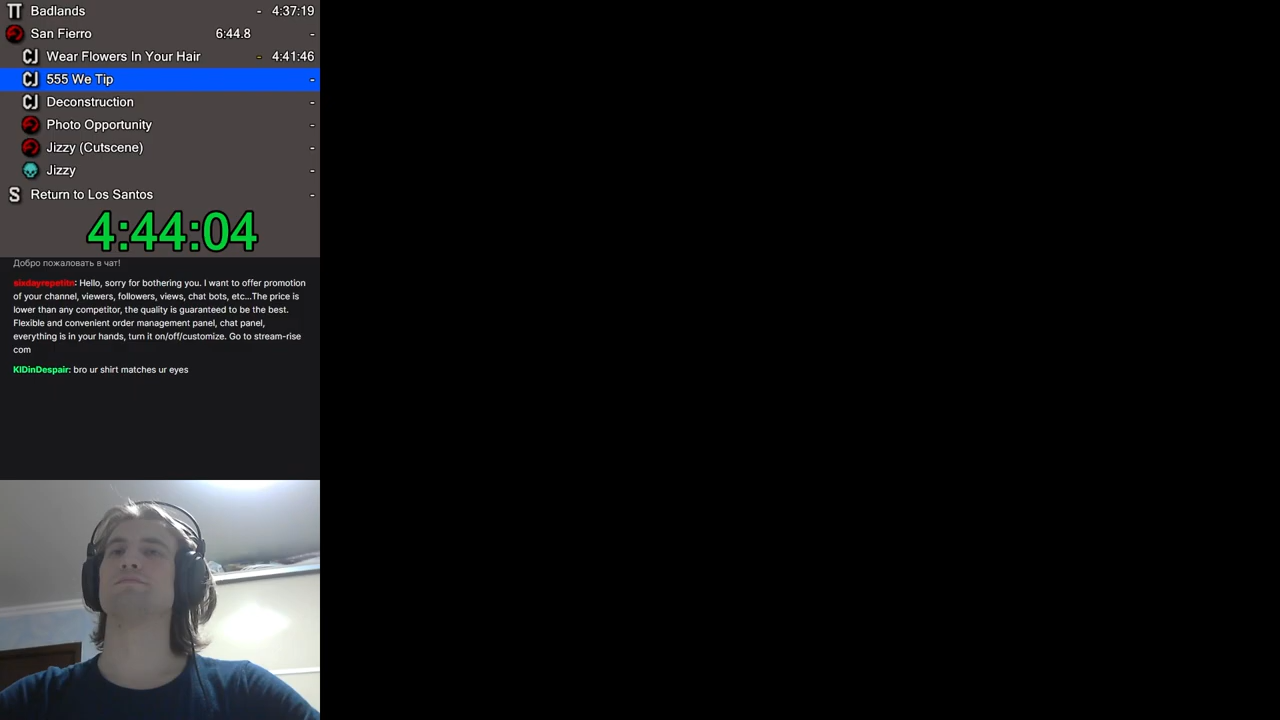 Badlands - 4:37:19
San Fierro 6:44.8 -
CJ Wear Flowers In Your Hair - 4:41:46
CJ 555 We Tip -
CJ Deconstruction -
Photo Opportunity -
Jizzy (Cutscene) -
Jizzy -
S Return to Los Santos -
4:44:04
Добро пожаловать в чат!
sixdayrepetitn: Hello, sorry for bothering you. I want to offer promotion
of your channel, viewers, followers, views, chat bots, etc...The price is
lower than any competitor, the quality is guaranteed to be the best.
Flexible and convenient order management panel, chat panel,
everything is in your hands, turn it on/off/customize. Go to stream-rise
com
KIDinDespair: bro ur shirt matches ur eyes